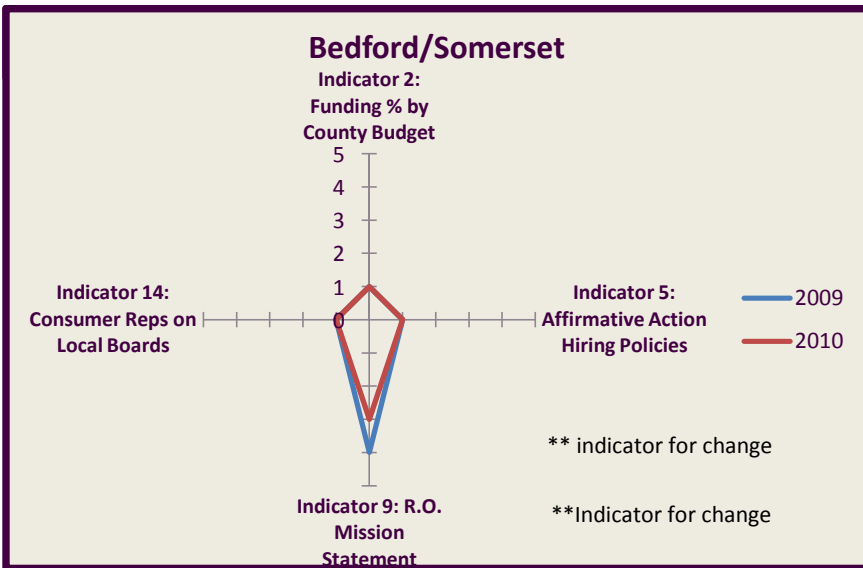 Bedford/Somerset
Indicator 2:
Funding % by
County Budget
5
4
3
2
1
0
Indicator 14:
Consumer Reps on
Local Boards
Indicator 5:
Affirmative Action
Hiring Policies
2009
2010
** indicator for change
**Indicator for change
Indicator 9: R.O.
Mission
Statement